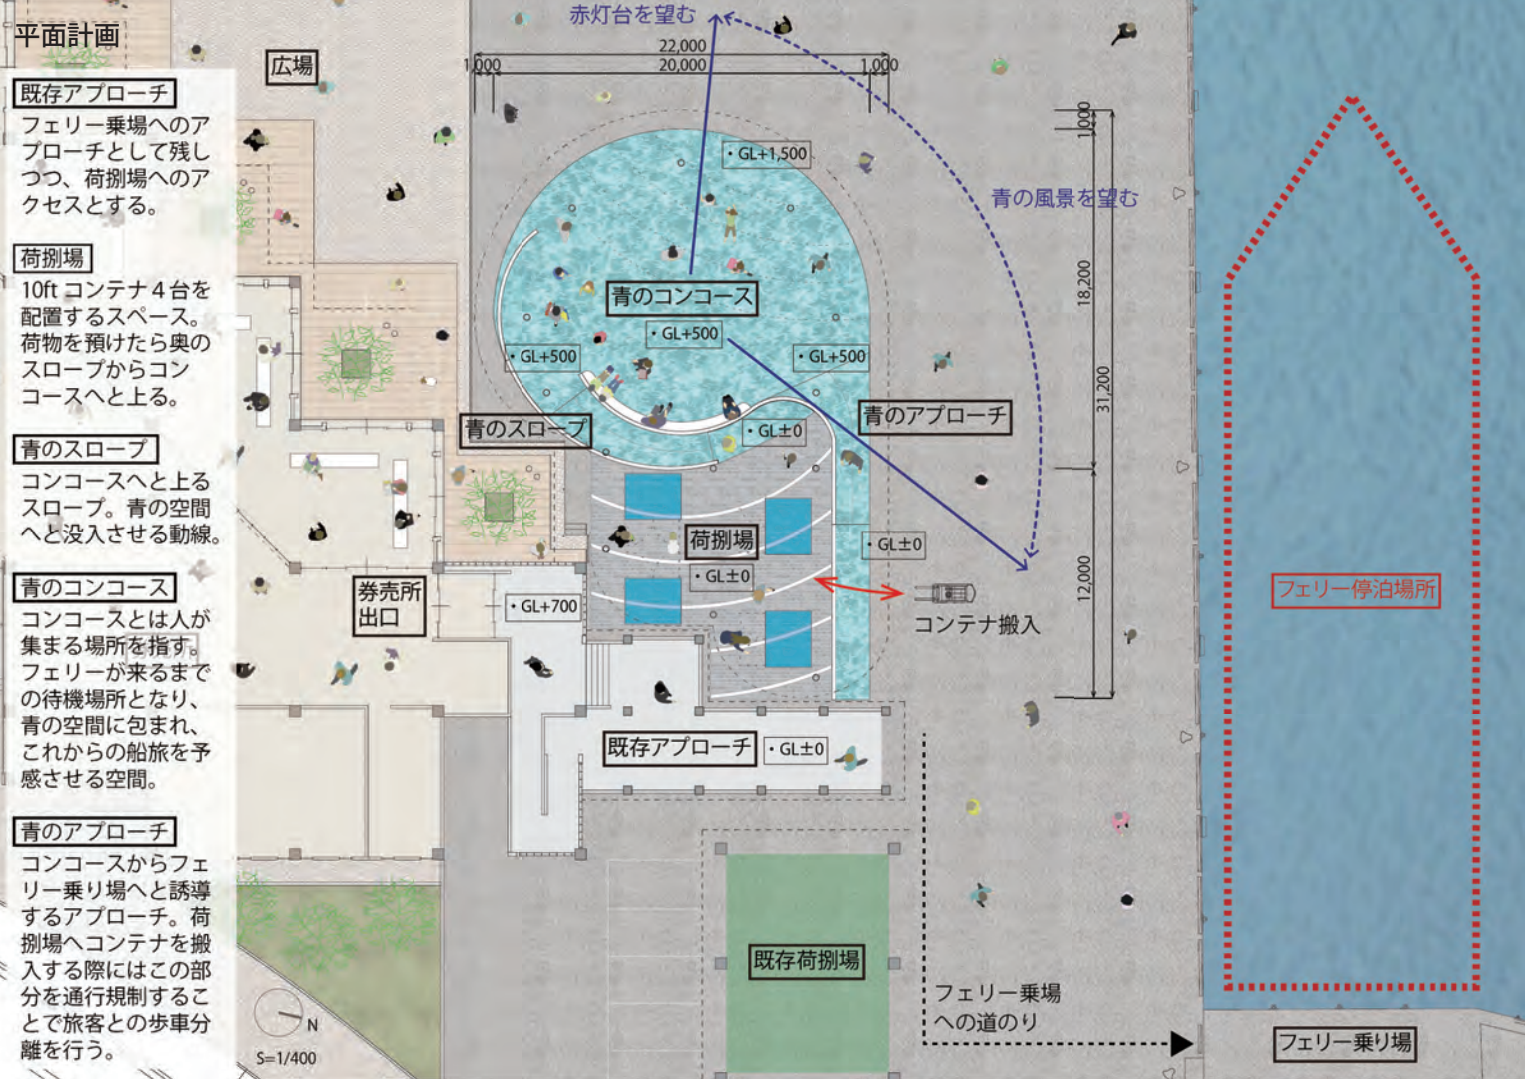 平面計画
既存アプローチ
フェリー乗場へのア
プローチとして残し
つつ、荷捌場へのア
クセスとする。
荷捌場
10ft コンテナ４台を
配置するスペース。
荷物を預けたら奥の
スロープからコン
コースへと上る。
青のスロープ
コンコースへと上る
スロープ。青の空間
へと没入させる動線。
青のコンコース
コンコースとは人が
集まる場所を指す。
フェリーが来るまで
の待機場所となり、
青の空間に包まれ、
これからの船旅を予
感させる空間。
青のアプローチ
コンコースからフェ
リー乗り場へと誘導
するアプローチ。荷
捌場へコンテナを搬
入する際にはこの部
分を通行規制するこ
とで旅客との歩車分
離を行う。
広場
赤灯台を望む
22,000
1,000
20,000
1,000
・GL+1,500
青の風景を望む
1,000
18,200
31,200
12,000
青のコンコース
・GL+500
・GL+500
・GL+500
青のスロープ
・GL±0
青のアプローチ
荷捌場
・GL±0
・GL±0
券売所
出口
・GL+700
コンテナ搬入
既存アプローチ
・GL±0
既存荷捌場
フェリー乗場
への道のり
フェリー停泊場所
フェリー乗り場
N
S=1/400